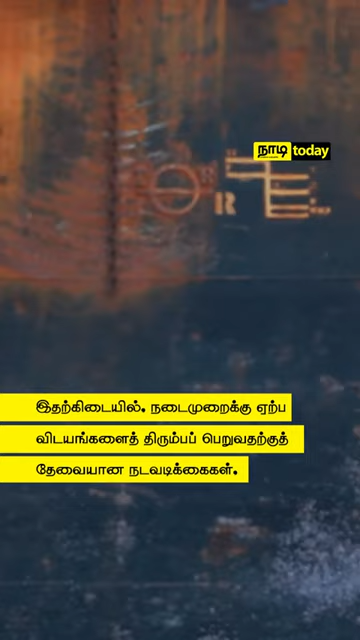 நாடி today
இதற்கிடையில், நடைமுறைக்கு ஏற்ப
விடயங்களைத் திரும்பப் பெறுவதற்குத்
தேவையான நடவடிக்கைகள்.